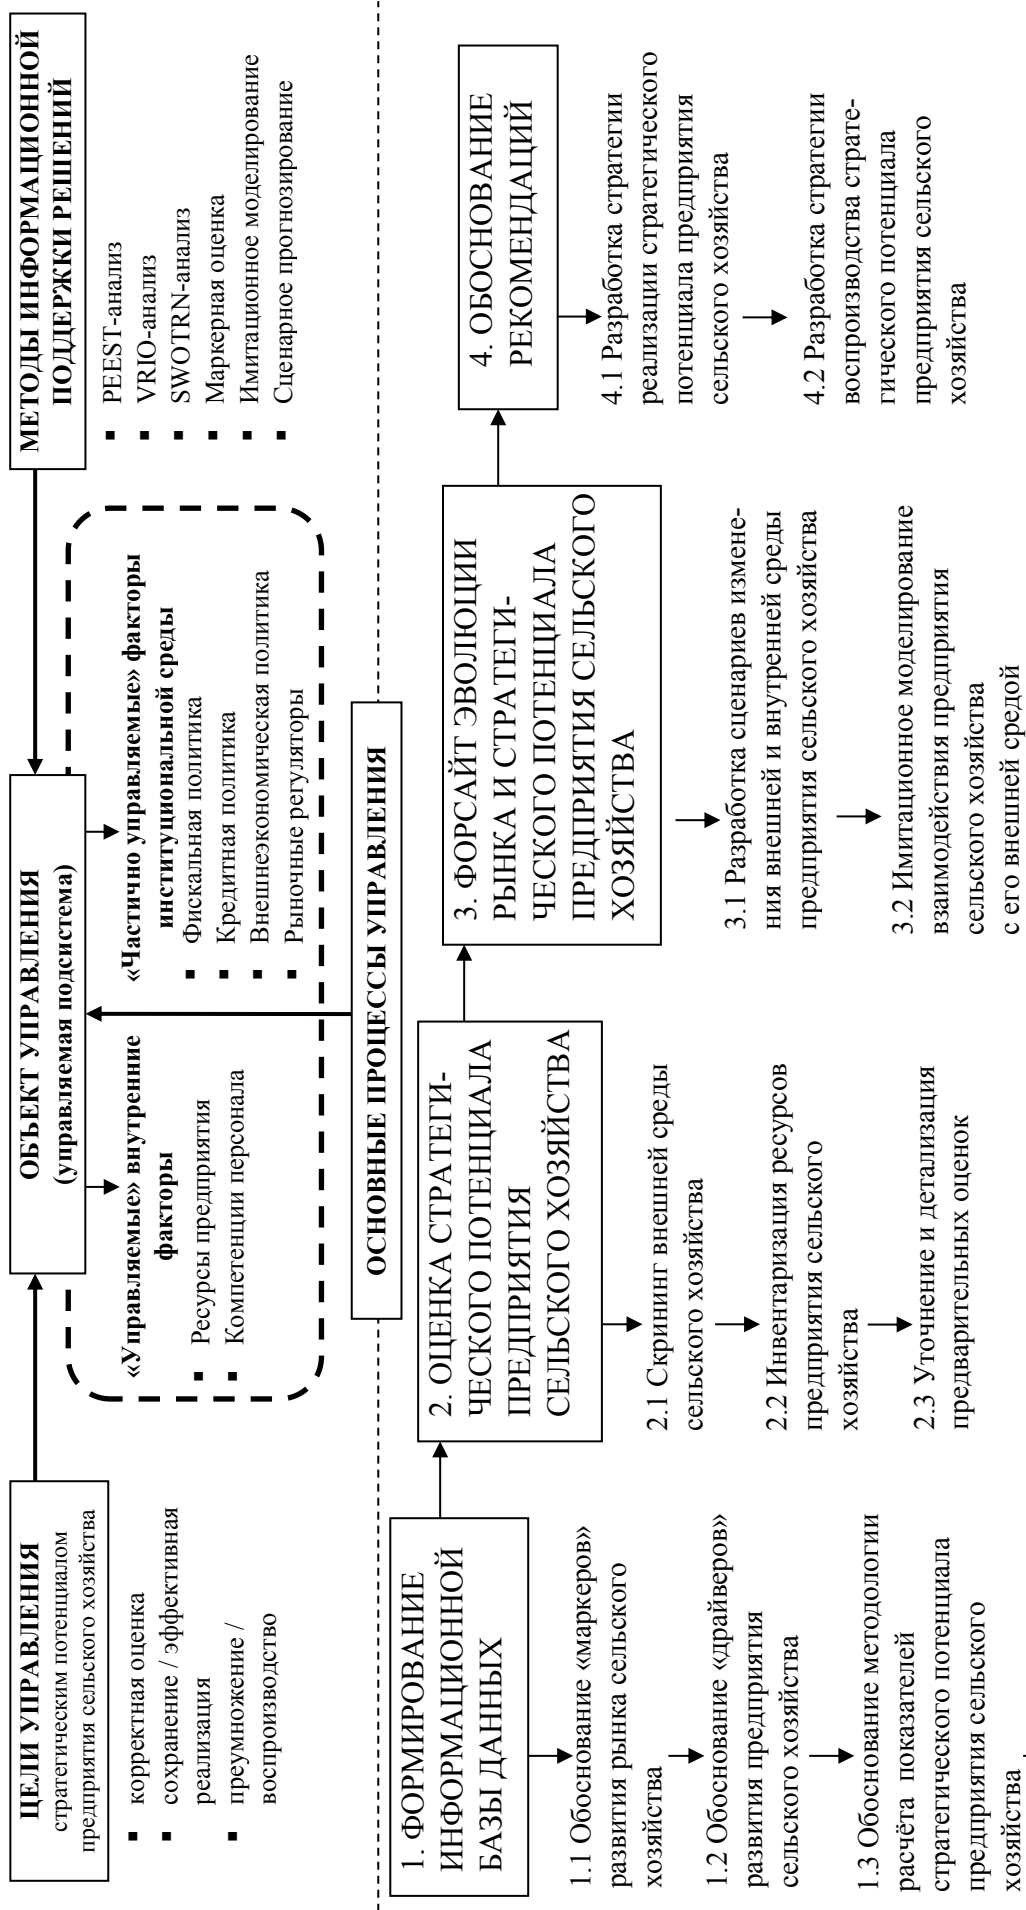 ЦЕЛИ УПРАВЛЕНИЯ
стратегическим потенциалом
предприятия сельского хозяйства
▪ корректная оценка
▪ сохранение / эффективная
реализация
▪ преумножение /
воспроизводство
ОБЪЕКТ УПРАВЛЕНИЯ
(управляемая подсистема)
«Управляемые» внутренние
факторы
▪ Ресурсы предприятия
▪ Компетенции персонала
«Частично управляемые» факторы
институциональной среды
▪ Фискальная политика
▪ Кредитная политика
▪ Внешнеэкономическая политика
▪ Рыночные регуляторы
МЕТОДЫ ИНФОРМАЦИОННОЙ
ПОДДЕРЖКИ РЕШЕНИЙ
▪ PEEST-анализ
▪ VRIO-анализ
▪ SWOTRN-анализ
▪ Маркерная оценка
▪ Имитационное моделирование
▪ Сценарное прогнозирование
ОСНОВНЫЕ ПРОЦЕССЫ УПРАВЛЕНИЯ
1. ФОРМИРОВАНИЕ
ИНФОРМАЦИОННОЙ
БАЗЫ ДАННЫХ
1.1 Обоснование «маркеров»
развития рынка сельского
хозяйства
1.2 Обоснование «драйверов»
развития предприятия
сельского хозяйства
1.3 Обоснование методологии
расчёта показателей
стратегического потенциала
предприятия сельского
хозяйства
2. ОЦЕНКА СТРАТЕГИ-
ЧЕСКОГО ПОТЕНЦИАЛА
ПРЕДПРИЯТИЯ
СЕЛЬСКОГО ХОЗЯЙСТВА
2.1 Скрининг внешней среды
сельского хозяйства
2.2 Инвентаризация ресурсов
предприятия сельского
хозяйства
2.3 Уточнение и детализация
предварительных оценок
3. ФОРСАЙТ ЭВОЛЮЦИИ
РЫНКА И СТРАТЕГИ-
ЧЕСКОГО ПОТЕНЦИАЛА
ПРЕДПРИЯТИЯ СЕЛЬСКОГО
ХОЗЯЙСТВА
3.1 Разработка сценариев измене-
ния внешней и внутренней среды
предприятия сельского хозяйства
3.2 Имитационное моделирование
взаимодействия предприятия
сельского хозяйства
с его внешней средой
4. ОБОСНОВАНИЕ
РЕКОМЕНДАЦИЙ
4.1 Разработка стратегии
реализации стратегического
потенциала предприятия
сельского хозяйства
4.2 Разработка стратегии
воспроизводства страте-
гического потенциала
предприятия сельского
хозяйства